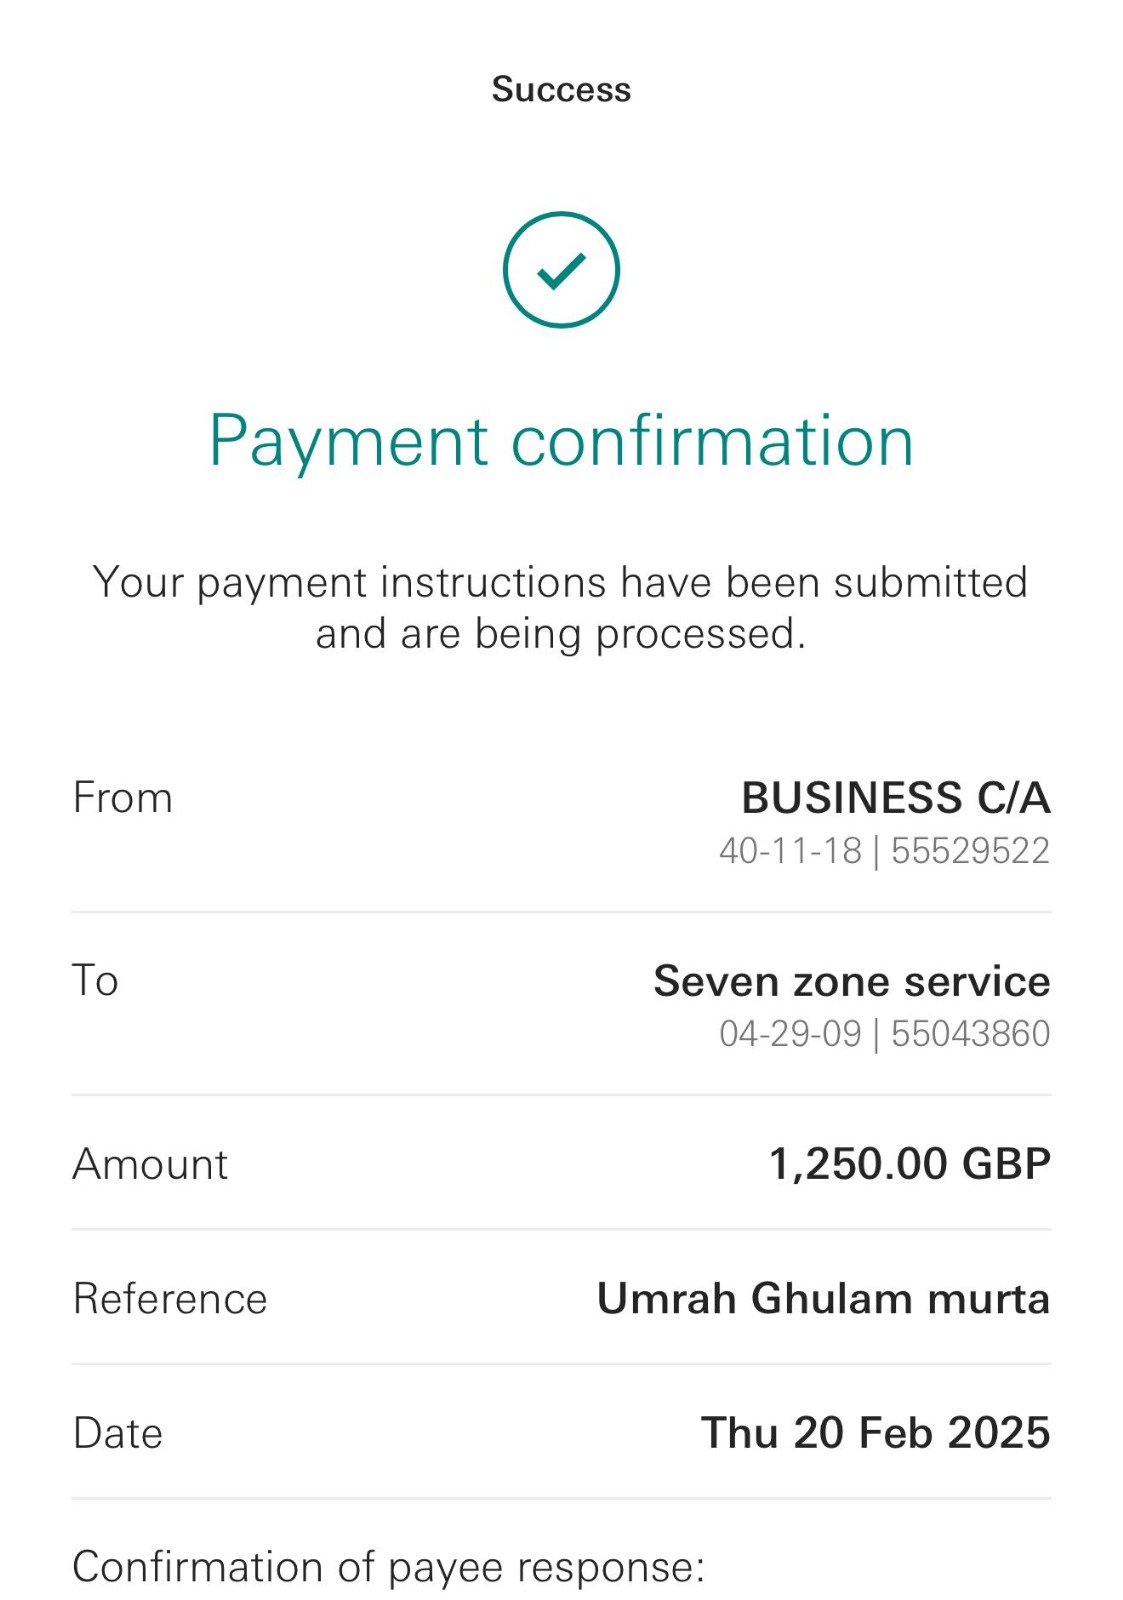 Success
Payment confirmation
Your payment instructions have been submitted
and are being processed.
From
BUSINESS C/A
40-11-18 | 55529522
To
Seven zone service
04-29-09 | 55043860
Amount
1,250.00 GBP
Reference
Umrah Ghulam murta
Date
Thu 20 Feb 2025
Confirmation of payee response: